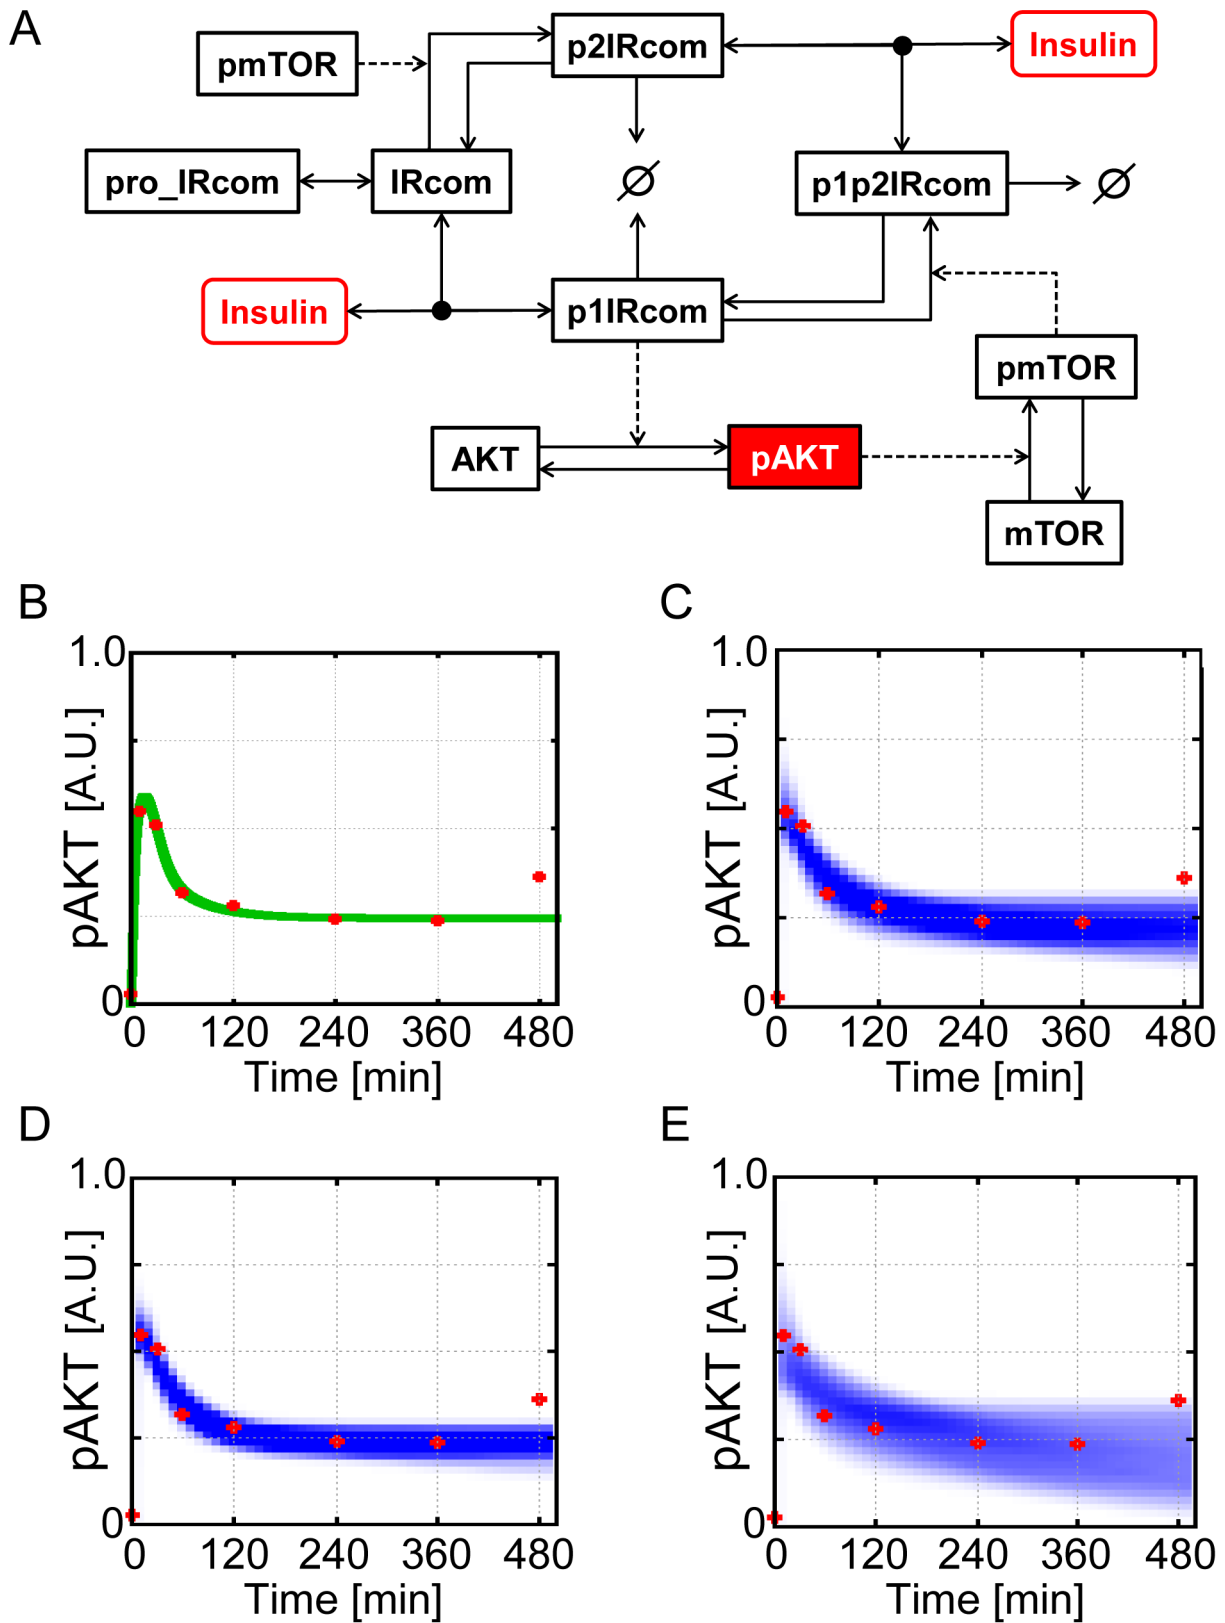 A
pmTOR
p2IRcom
Insulin
pro_IRcom
IRcom
∅
p1p2IRcom
∅
Insulin
p1IRcom
pmTOR
AKT
pAKT
mTOR
B
1.0
pAKT [A.U.]
0
0 120 240 360 480
Time [min]
C
1.0
pAKT [A.U.]
0
0 120 240 360 480
Time [min]
D
1.0
pAKT [A.U.]
0
0 120 240 360 480
Time [min]
E
1.0
pAKT [A.U.]
0
0 120 240 360 480
Time [min]